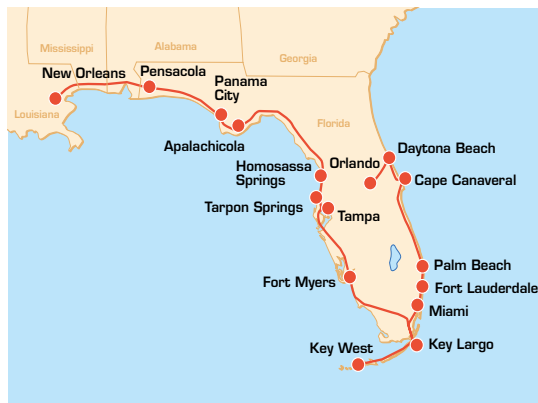 Mississippi
Alabama
Georgia
New Orleans
Pensacola
Panama
City
Louisiana
Florida
Apalachicola
Daytona Beach
Orlando
Homosassa
Springs
Cape Canaveral
Tarpon Springs
Tampa
Palm Beach
Fort Myers
Fort Lauderdale
Miami
Key West
Key Largo